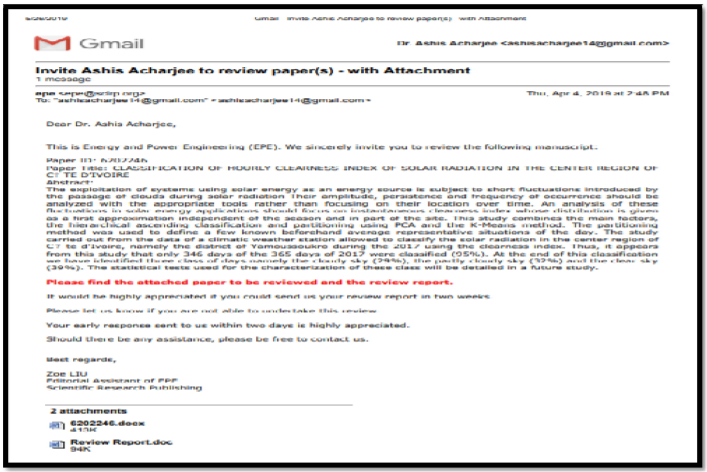 5/26/2019 Gmail - Invite Ashis Acharjee to review paper(s) - with Attachment
Gmail
Dr. Ashis Acharjee <ashisacharjee14@gmail.com>
Invite Ashis Acharjee to review paper(s) - with Attachment
1 message
epe <epe@scirp.org> Thu, Apr 4, 2019 at 2:46 PM
To: "ashisacharjee14@gmail.com" <ashisacharjee14@gmail.com>
Dear Dr. Ashis Acharjee,
This is Energy and Power Engineering (EPE). We sincerely invite you to review the following manuscript.
Paper ID: 6202246
Paper Title: CLASSIFICATION OF HOURLY CLEARNESS INDEX OF SOLAR RADIATION IN THE CENTER REGION OF
TE D'IVOIRE
Abstract:
The exploitation of systems using solar energy as an energy source is subject to short fluctuations introduced by
the passage of clouds during solar radiation Their amplitude, persistence and frequency of occurrence should be
analyzed with the appropriate tools rather than focusing on their location over time. An analysis of these
fluctuations on solar energy applications should focus on instantaneous clearness index whose distribution is given
as a first approximation independent of the season and in part of the site. This study combines the main factors,
the hierarchical ascending classification and partitioning using PCA and the K-Means method. The partitioning
method was used to define a few known beforehand average representative situations of the day. The study
carried out from the data of a climatic weather station allowed to classify the solar radiation in the center region of
te d'Ivoire, namely the district of Yamoussoukro during the 2017 using the clearness index. Thus, it appears
from this study that only 346 days of the 365 days of 2017 were classified (95%). At the end of this classification
we have identified three class of day namely the cloudy sky (29%), the partly cloudy sky (32%) and the clear sky
(39%). The statistical tests used for the characterization of these class will be detailed in a future study.
Please find the attached paper to be reviewed and the review report.
It would be highly appreciated if you could send us your review report in two weeks.
Please let us know if you are not able to undertake this review.
Your early response sent to us within two days is highly appreciated.
Should there be any assistance, please be free to contact us.
Best regards,
Zoe LIU
Editorial Assistant of EPE
Scientific Research Publishing
2 attachments
6202246.docx
413K
Review Report.doc
94K